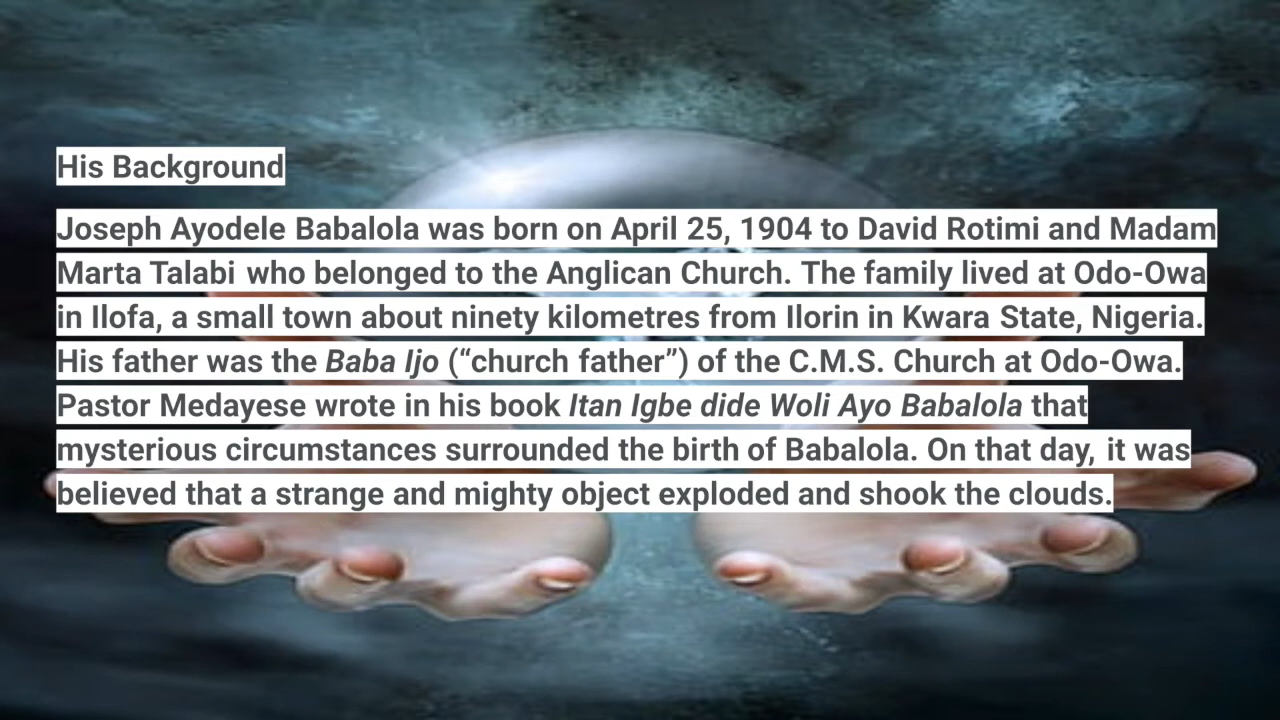 His Background
Joseph Ayodele Babalola was born on April 25, 1904 to David Rotimi and Madam
Marta Talabi who belonged to the Anglican Church. The family lived at Odo-Owa
in Ilofa, a small town about ninety kilometres from Ilorin in Kwara State, Nigeria.
His father was the Baba Ijo (“church father”) of the C.M.S. Church at Odo-Owa.
Pastor Medayese wrote in his book Itan Igbe dide Woli Ayo Babalola that
mysterious circumstances surrounded the birth of Babalola. On that day, it was
believed that a strange and mighty object exploded and shook the clouds.